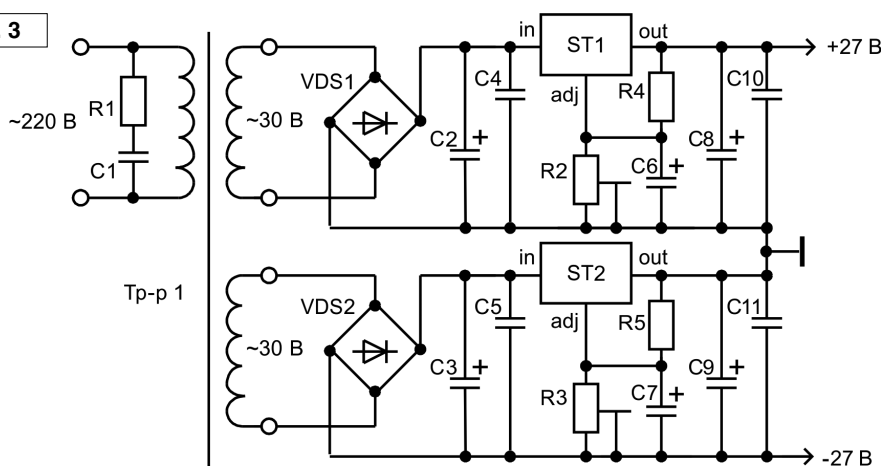 . 3
~220 В
R1
C1
Тр-р 1
~30 В
VDS1
C2
+
C4
in
ST1
out
adj
R4
R2
C6
+
C8
+
C10
+27 В
~30 В
VDS2
C3
+
C5
in
ST2
out
adj
R5
R3
C7
+
C9
+
C11
-27 В